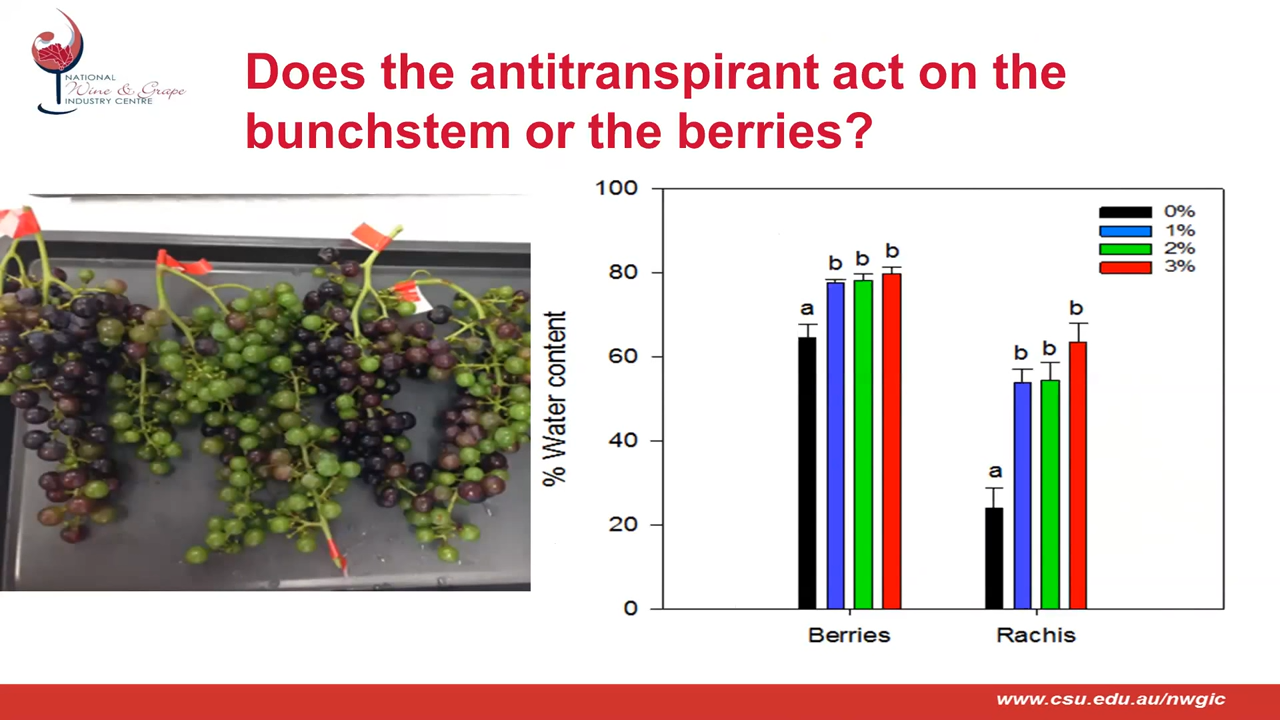 NATIONAL
Wine & Grape
INDUSTRY CENTRE
Does the antitranspirant act on the
bunchstem or the berries?
% Water content
100
80
60
40
20
0
0%
1%
2%
3%
a
b
b
b
a
b
b
b
Berries
Rachis
www.csu.edu.au/nwgic